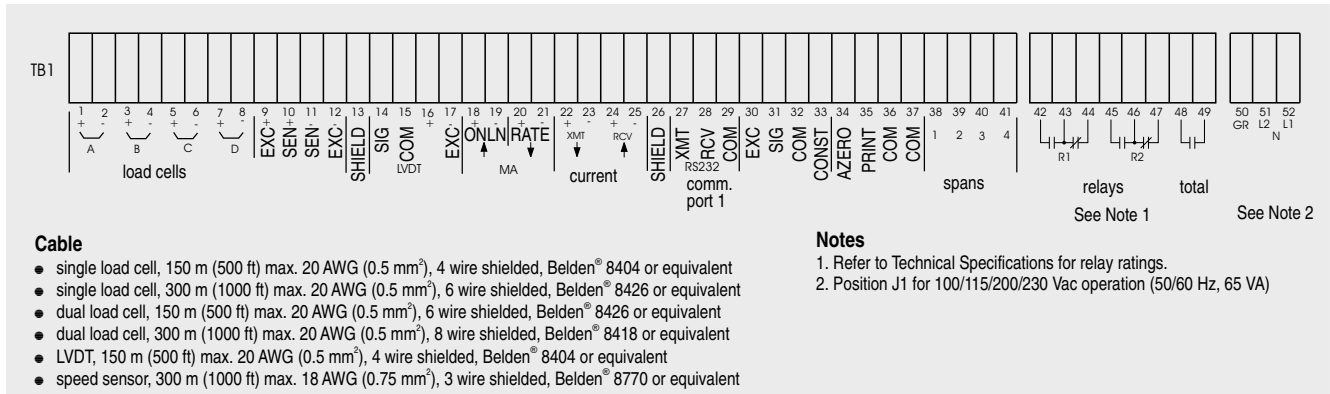 TB1
1 2 3 4 5 6 7 8 9 10 11 12 13 14 15 16 17 18 19 20 21 22 23 24 25 26 27 28 29 30 31 32 33 34 35 36 37 38 39 40 41 42 43 44 45 46 47 48 49 50 51 52
+ - + - + - + - + + - - + - + - + - + - + -
A B C D
EXC SEN SEN EXC SHIELD SIG COM EXC ONLN RATE XMT RCV SHIELD XMT RCV COM EXC SIG COM CONST AZERO PRINT COM COM 1 2 3 4 R1 R2 GR L2 L1
N
load cells
LVDT
MA
current
RS232
comm.
port 1
spans
relays
total
See Note 1
See Note 2
Cable
● single load cell, 150 m (500 ft) max. 20 AWG (0.5 mm²), 4 wire shielded, Belden® 8404 or equivalent
● single load cell, 300 m (1000 ft) max. 20 AWG (0.5 mm²), 6 wire shielded, Belden® 8426 or equivalent
● dual load cell, 150 m (500 ft) max. 20 AWG (0.5 mm²), 6 wire shielded, Belden® 8426 or equivalent
● dual load cell, 300 m (1000 ft) max. 20 AWG (0.5 mm²), 8 wire shielded, Belden® 8418 or equivalent
● LVDT, 150 m (500 ft) max. 20 AWG (0.5 mm²), 4 wire shielded, Belden® 8404 or equivalent
● speed sensor, 300 m (1000 ft) max. 18 AWG (0.75 mm²), 3 wire shielded, Belden® 8770 or equivalent
Notes
1. Refer to Technical Specifications for relay ratings.
2. Position J1 for 100/115/200/230 Vac operation (50/60 Hz, 65 VA)